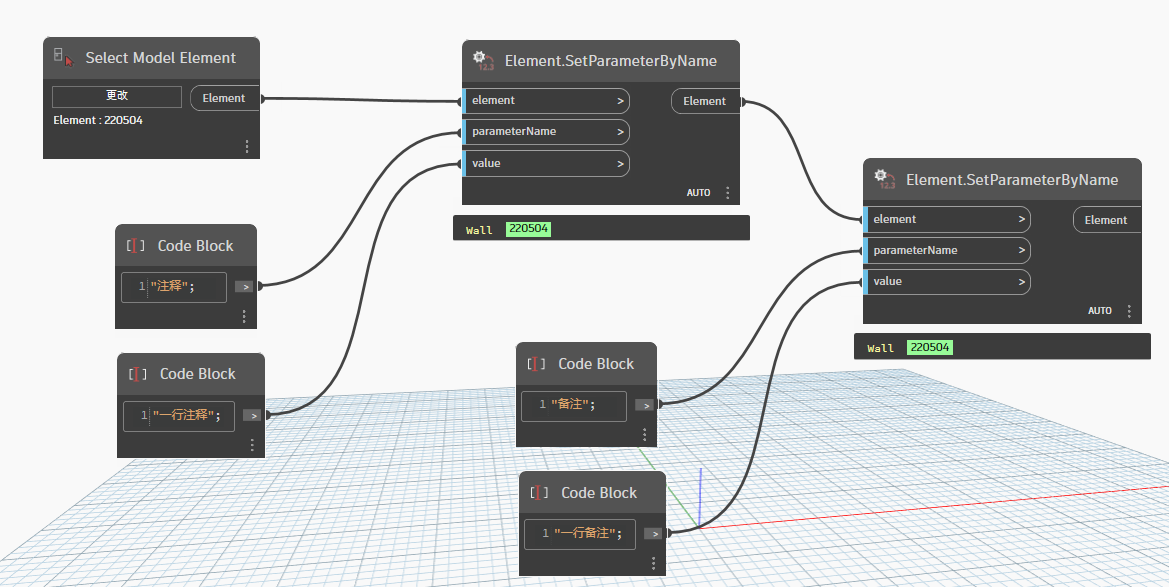 Select Model Element
更改
Element
Element : 220504
Element.SetParameterByName
element >
Element
parameterName >
value >
AUTO
Wall 220504
Code Block
1 "注释"; >
Code Block
1 "一行注释"; >
Element.SetParameterByName
element >
Element
parameterName >
value >
AUTO
Wall 220504
Code Block
1 "备注"; >
Code Block
1 "一行备注"; >